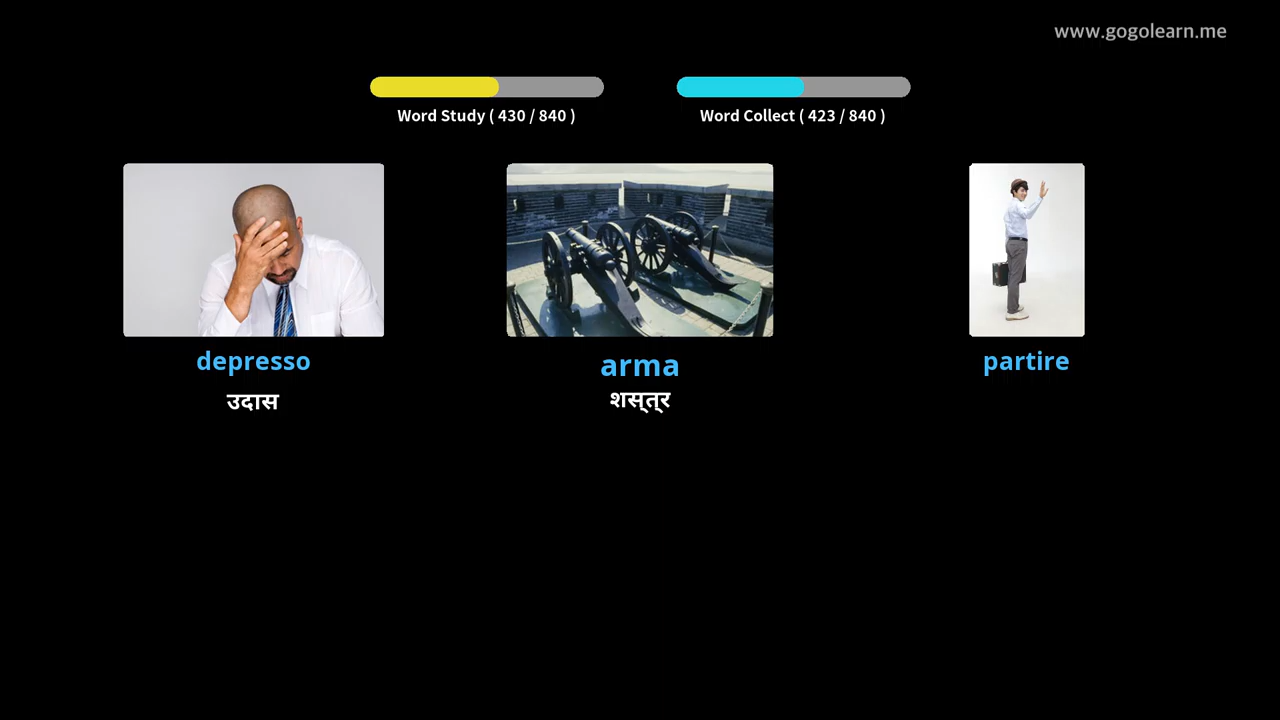 www.gogolearn.me
Word Study ( 430 / 840 )
Word Collect ( 423 / 840 )
depresso
arma
partire
उदास
शस्त्र